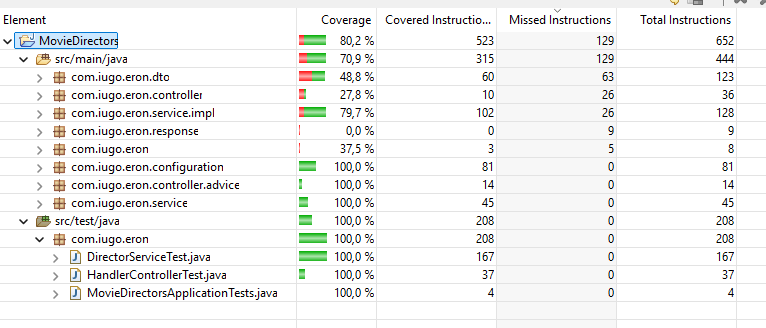 Element Coverage Covered Instructio... Missed Instructions Total Instructions
MovieDirectors 80,2 % 523 129 652
src/main/java 70,9 % 315 129 444
com.iugo.eron.dto 48,8 % 60 63 123
com.iugo.eron.controller 27,8 % 10 26 36
com.iugo.eron.service.impl 79,7 % 102 26 128
com.iugo.eron.response 0,0 % 0 9 9
com.iugo.eron 37,5 % 3 5 8
com.iugo.eron.configuration 100,0 % 81 0 81
com.iugo.eron.controller.advice 100,0 % 14 0 14
com.iugo.eron.service 100,0 % 45 0 45
src/test/java 100,0 % 208 0 208
com.iugo.eron 100,0 % 208 0 208
DirectorServiceTest.java 100,0 % 167 0 167
HandlerControllerTest.java 100,0 % 37 0 37
MovieDirectorsApplicationTests.java 100,0 % 4 0 4